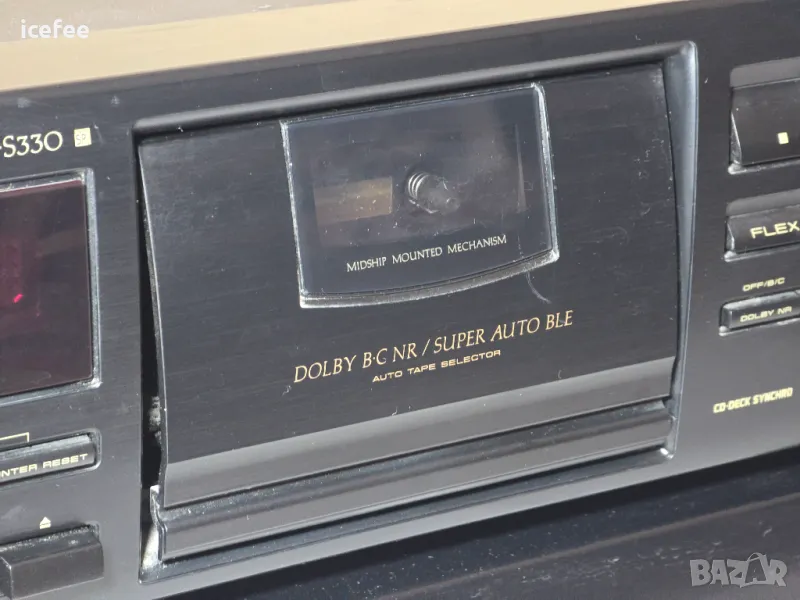 icefee
-S330
MIDSHIP MOUNTED MECHANISM
DOLBY B·C NR / SUPER AUTO BLE
AUTO TAPE SELECTOR
FLEX
OFF/B/C
DOLBY NR
CD-DECK SYNCHRO
NTER RESET
BAZAR